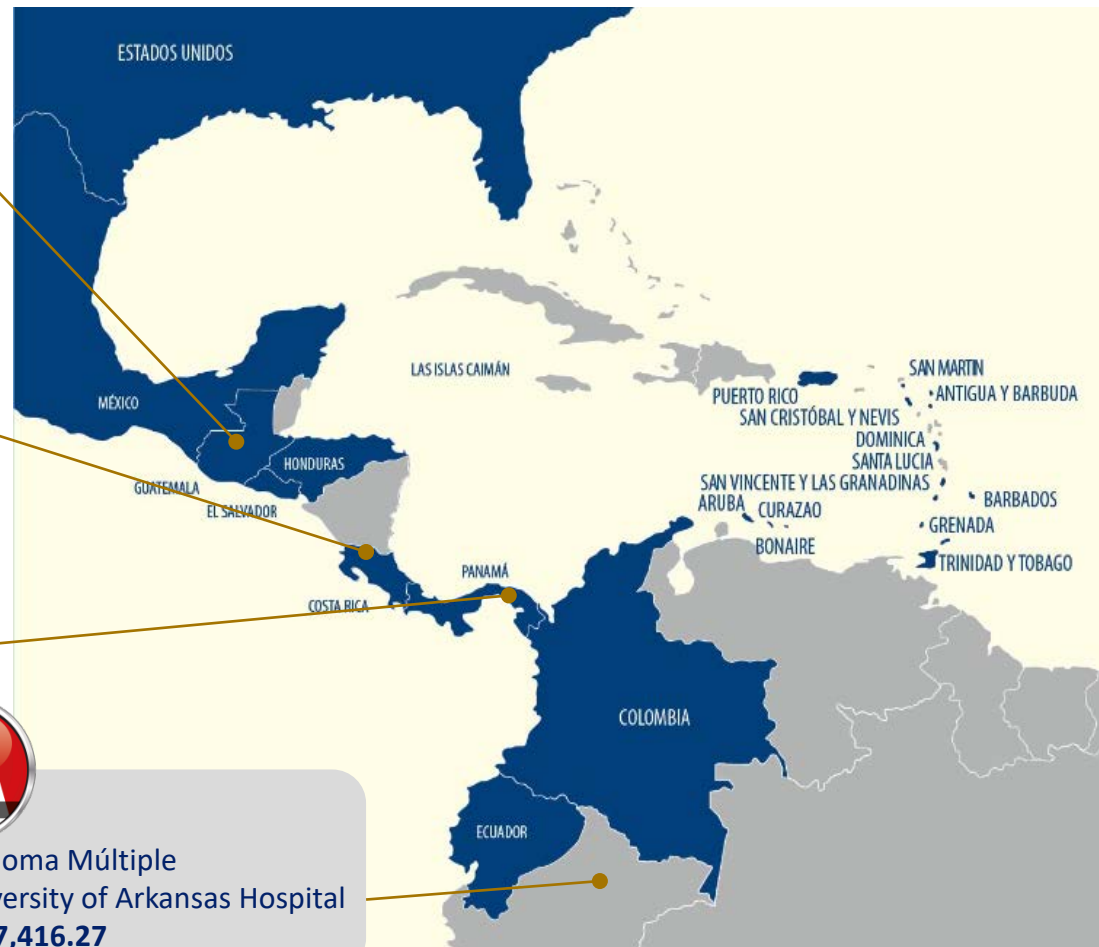 ESTADOS UNIDOS
LAS ISLAS CAIMÁN
MÉXICO
PUERTO RICO
SAN MARTIN
ANTIGUA Y BARBUDA
SAN CRISTÓBAL Y NEVIS
DOMINICA
SANTA LUCIA
SAN VINCENTE Y LAS GRANADINAS
BARBADOS
ARUBA
CURAZAO
GRENADA
BONAIRE
TRINIDAD Y TOBAGO
HONDURAS
GUATEMALA
EL SALVADOR
PANAMÁ
COSTA RICA
COLOMBIA
ECUADOR
oma Múltiple
versity of Arkansas Hospital
7,416.27